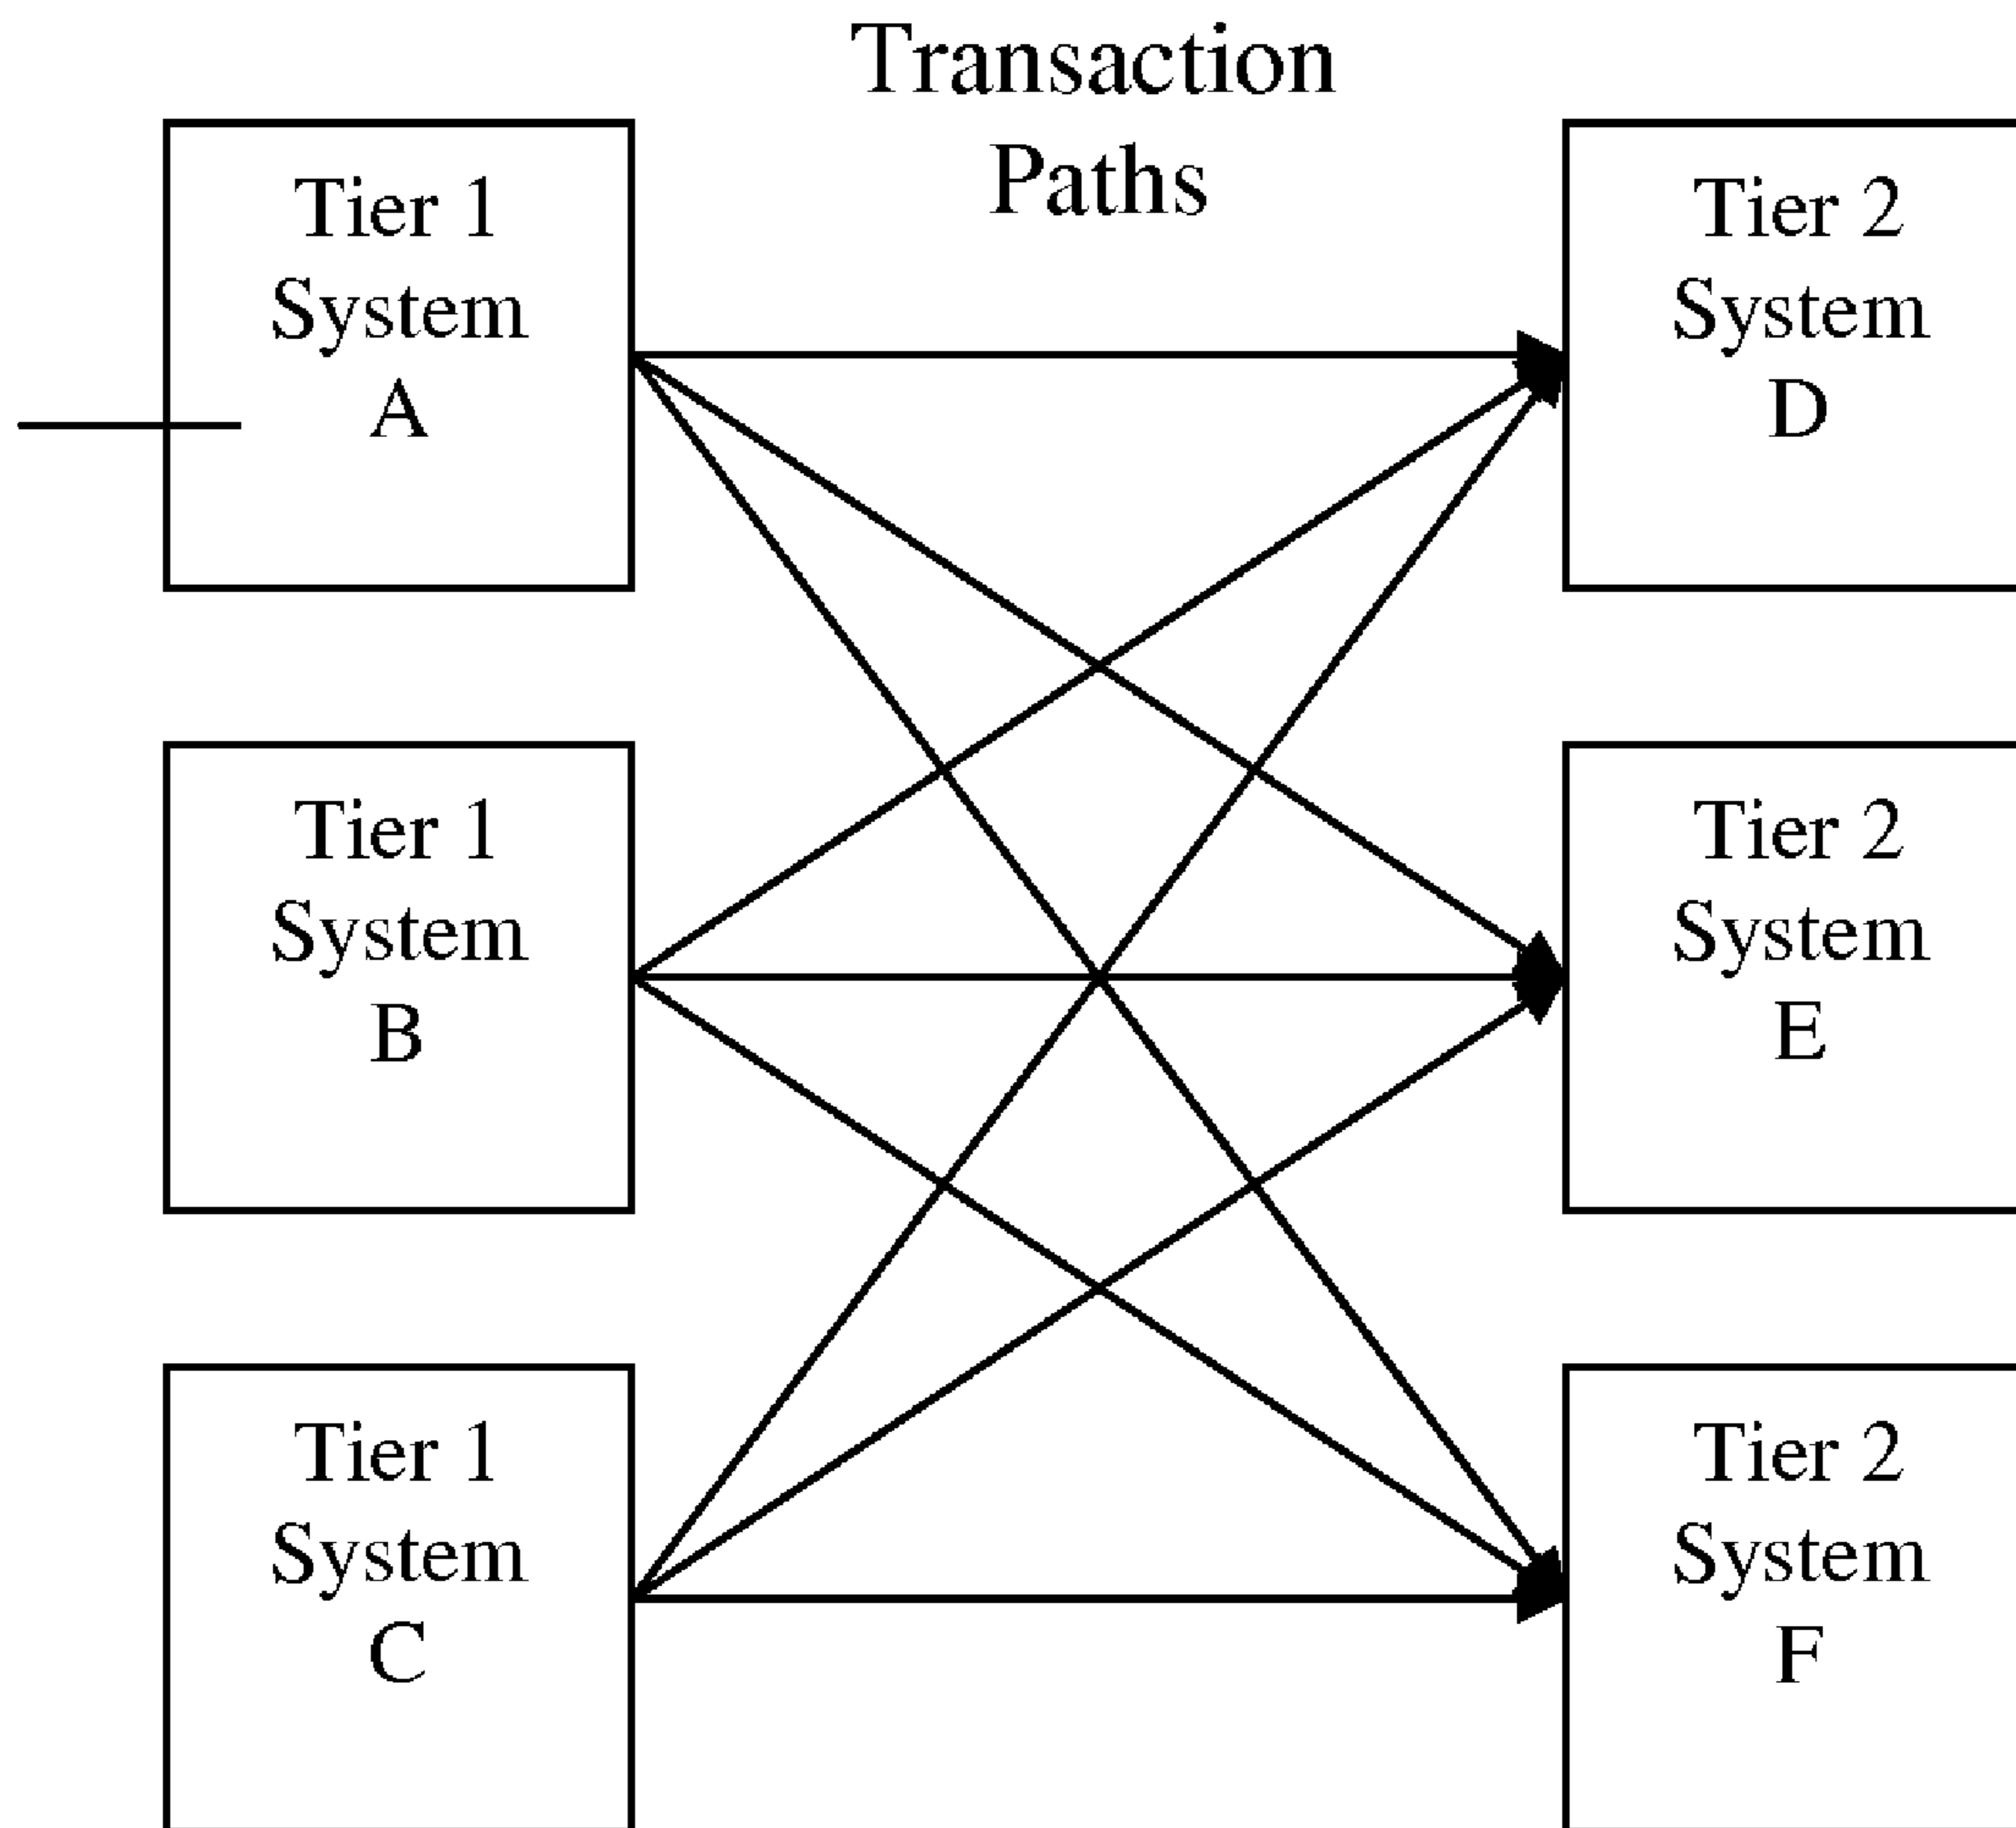 Transaction
Paths
Tier 1
System
A
Tier 2
System
D
Tier 1
System
B
Tier 2
System
E
Tier 1
System
C
Tier 2
System
F